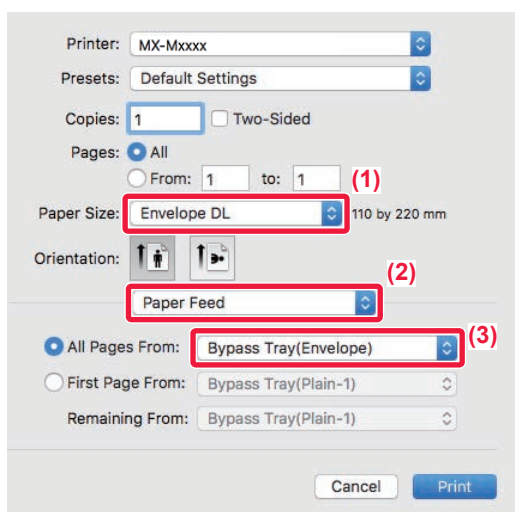 Printer: MX-Mxxxx
Presets: Default Settings
Copies: 1 Two-Sided
Pages: All
From: 1 to: 1 (1)
Paper Size: Envelope DL 110 by 220 mm
Orientation:
(2)
Paper Feed
(3)
All Pages From: Bypass Tray(Envelope)
First Page From: Bypass Tray(Plain-1)
Remaining From: Bypass Tray(Plain-1)
Cancel Print